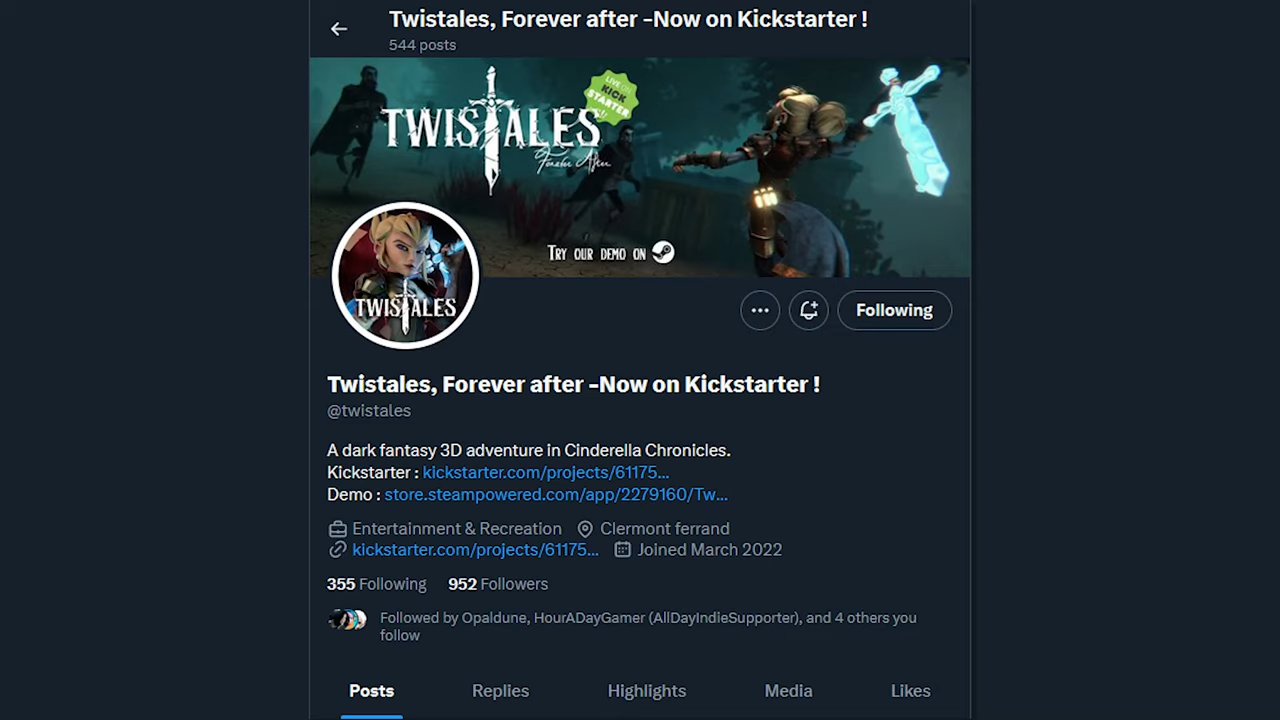 Twistales, Forever after -Now on Kickstarter !
544 posts
TWISTALES
Forever After
LIVE ON
KICK
STARTER
TRY OUR DEMO ON
TWISTALES
Following
Twistales, Forever after -Now on Kickstarter !
@twistales
A dark fantasy 3D adventure in Cinderella Chronicles.
Kickstarter : kickstarter.com/projects/61175...
Demo : store.steampowered.com/app/2279160/Tw...
Entertainment & Recreation Clermont ferrand
kickstarter.com/projects/61175... Joined March 2022
355 Following 952 Followers
Followed by Opaldune, HourADayGamer (AllDayIndieSupporter), and 4 others you
follow
Posts Replies Highlights Media Likes